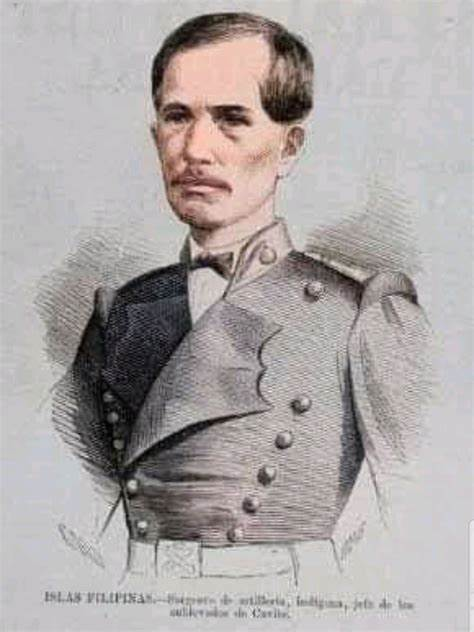 ISLAS FILIPINAS.—Sargento de artillería, indígena, jefe de los
sublevados de Cavite.